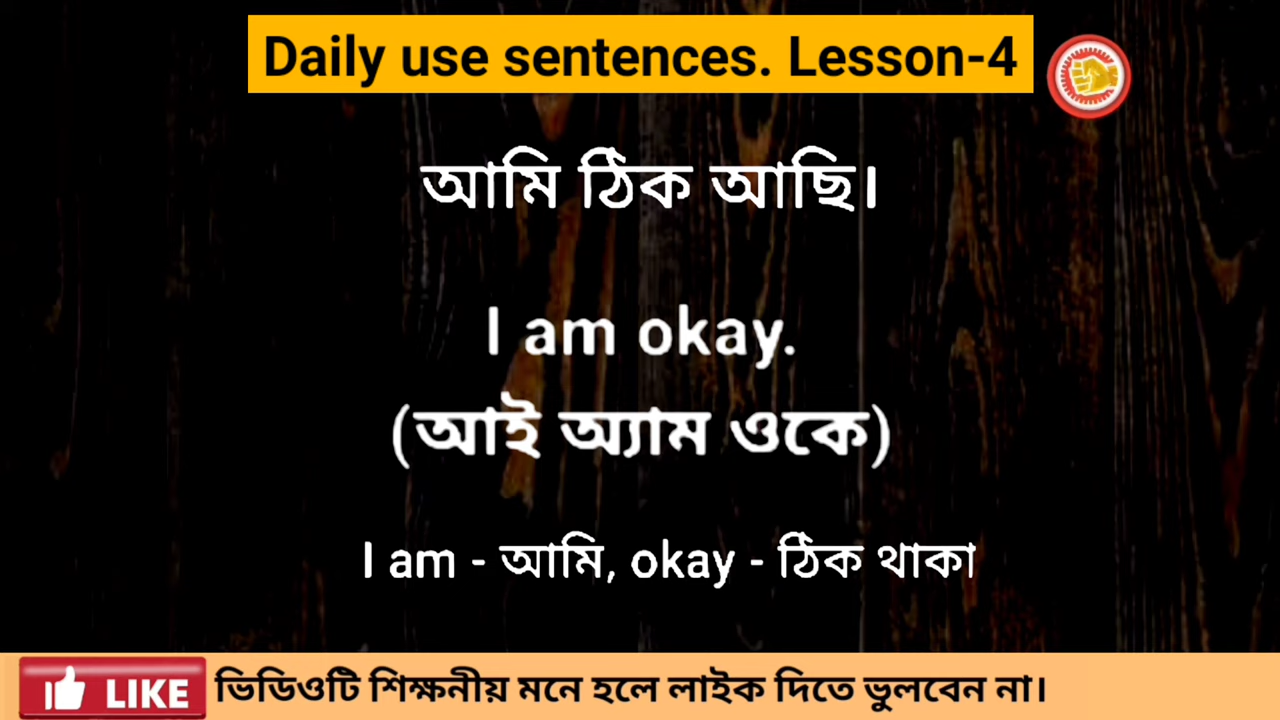 Daily use sentences. Lesson-4
আমি ঠিক আছি।
I am okay.
(আই অ্যাম ওকে)
I am - আমি, okay - ঠিক থাকা
LIKE ভিডিওটি শিক্ষনীয় মনে হলে লাইক দিতে ভুলবেন না।